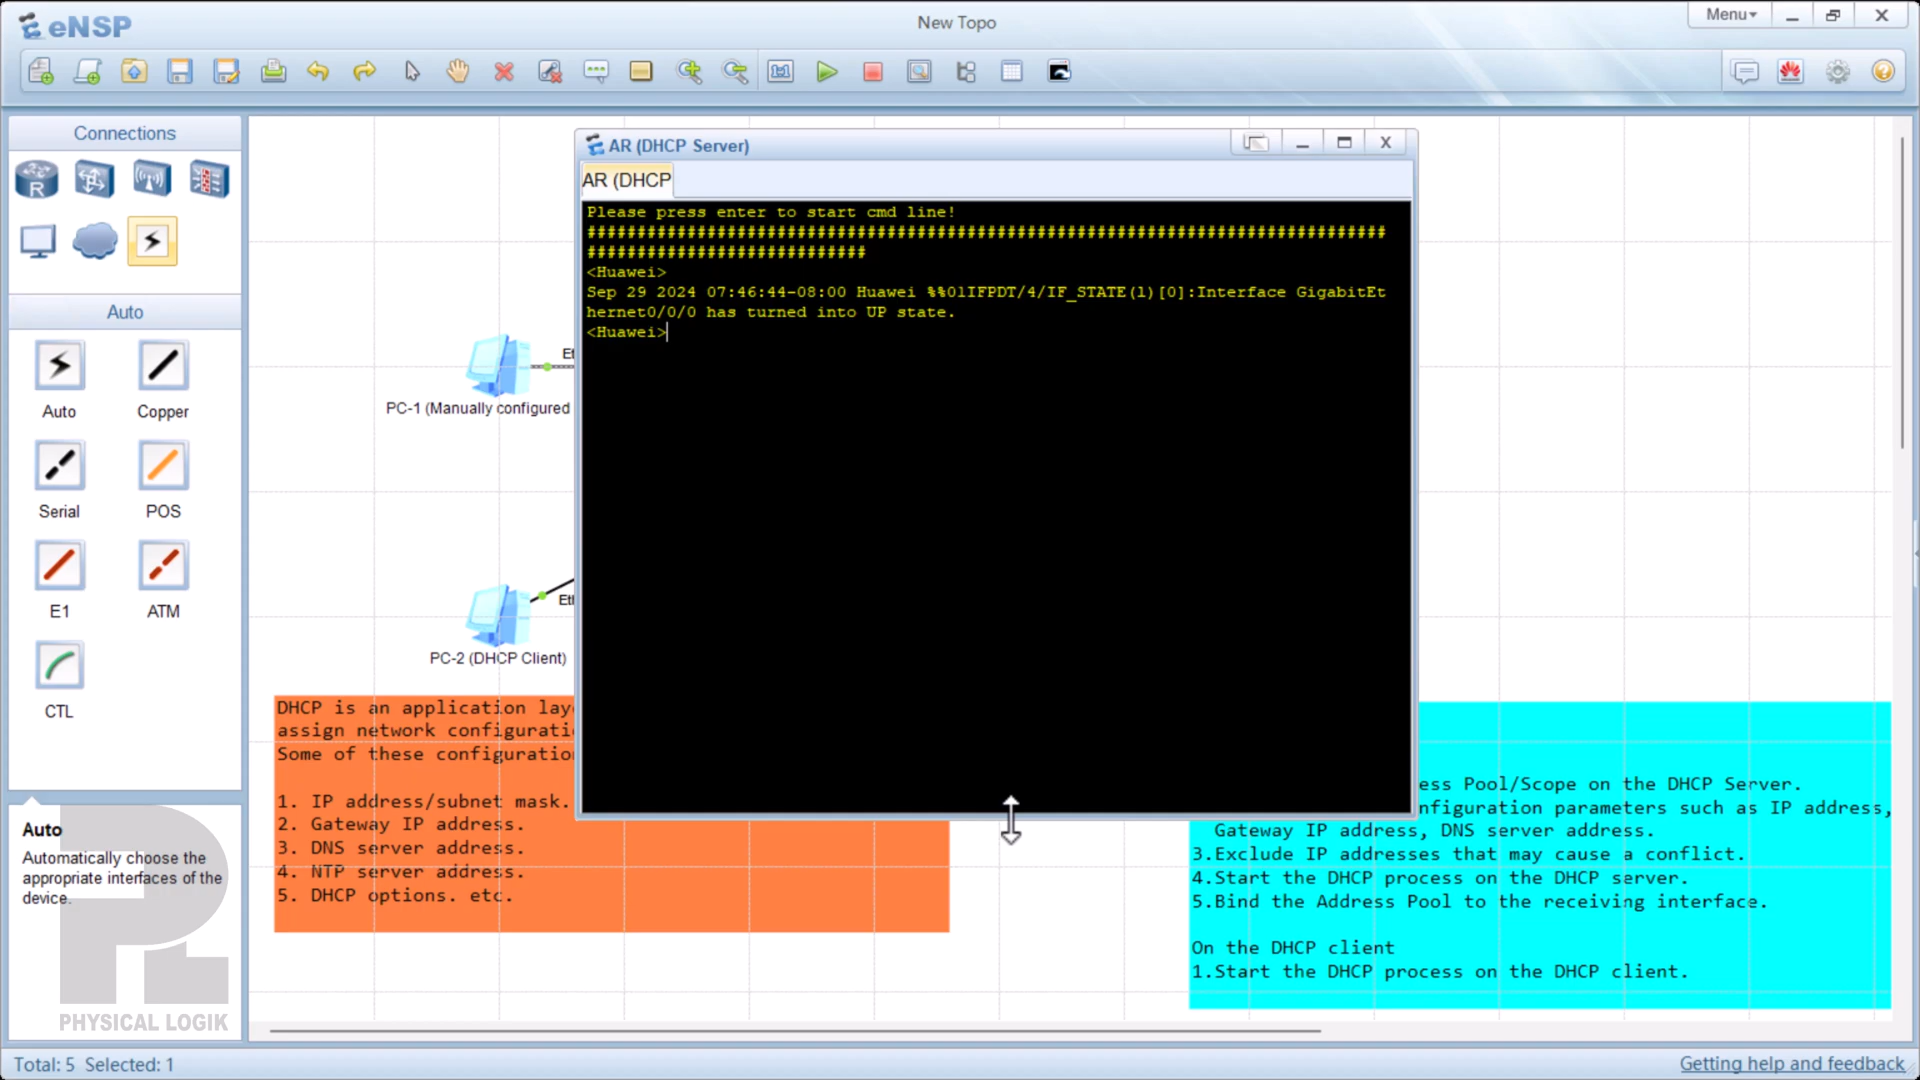 eNSP
New Topo
Menu
Connections
R
Auto
Auto
Copper
Serial
POS
E1
ATM
CTL
Auto
Automatically choose the
appropriate interfaces of the
device.
PL
PHYSICAL LOGIK
PC-1 (Manually configured
Et
PC-2 (DHCP Client)
Eth
AR (DHCP Server)
AR (DHCP
Please press enter to start cmd line!
################################################################################
############################
<Huawei>
Sep 29 2024 07:46:44-08:00 Huawei %%01IFPDT/4/IF_STATE(l)[0]:Interface GigabitEt
hernet0/0/0 has turned into UP state.
<Huawei>
DHCP is an application lay
assign network configurati
Some of these configuration
1. IP address/subnet mask.
2. Gateway IP address.
3. DNS server address.
4. NTP server address.
5. DHCP options. etc.
ess Pool/Scope on the DHCP Server.
nfiguration parameters such as IP address,
Gateway IP address, DNS server address.
3.Exclude IP addresses that may cause a conflict.
4.Start the DHCP process on the DHCP server.
5.Bind the Address Pool to the receiving interface.
On the DHCP client
1.Start the DHCP process on the DHCP client.
Total: 5 Selected: 1
Getting help and feedback